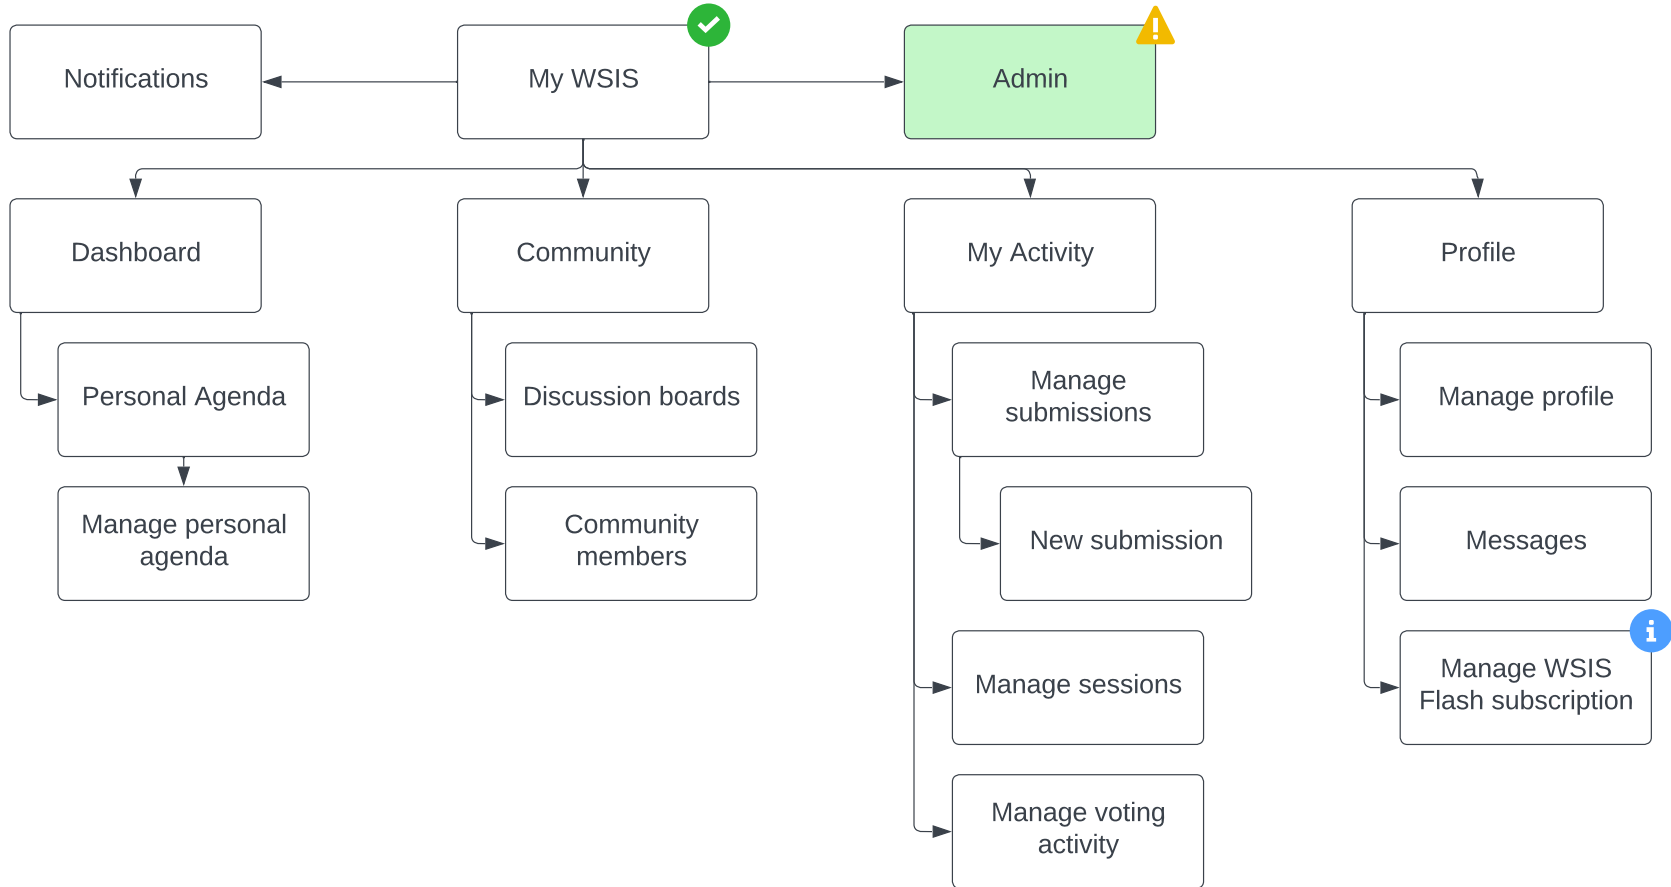 Notifications
My WSIS
Admin
Dashboard
Community
My Activity
Profile
Personal Agenda
Discussion boards
Manage
submissions
Manage profile
Manage personal
agenda
Community
members
New submission
Messages
Manage sessions
Manage WSIS
Flash subscription
Manage voting
activity